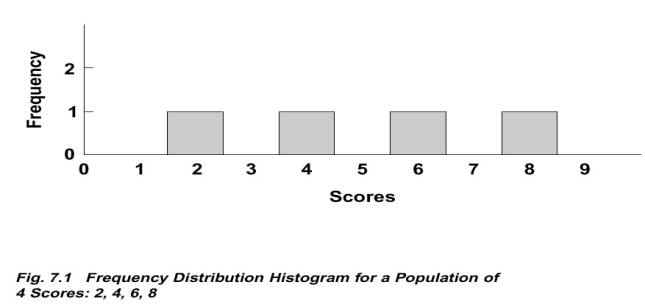 Frequency
2
1
0
0 1 2 3 4 5 6 7 8 9
Scores
Fig. 7.1 Frequency Distribution Histogram for a Population of
4 Scores: 2, 4, 6, 8